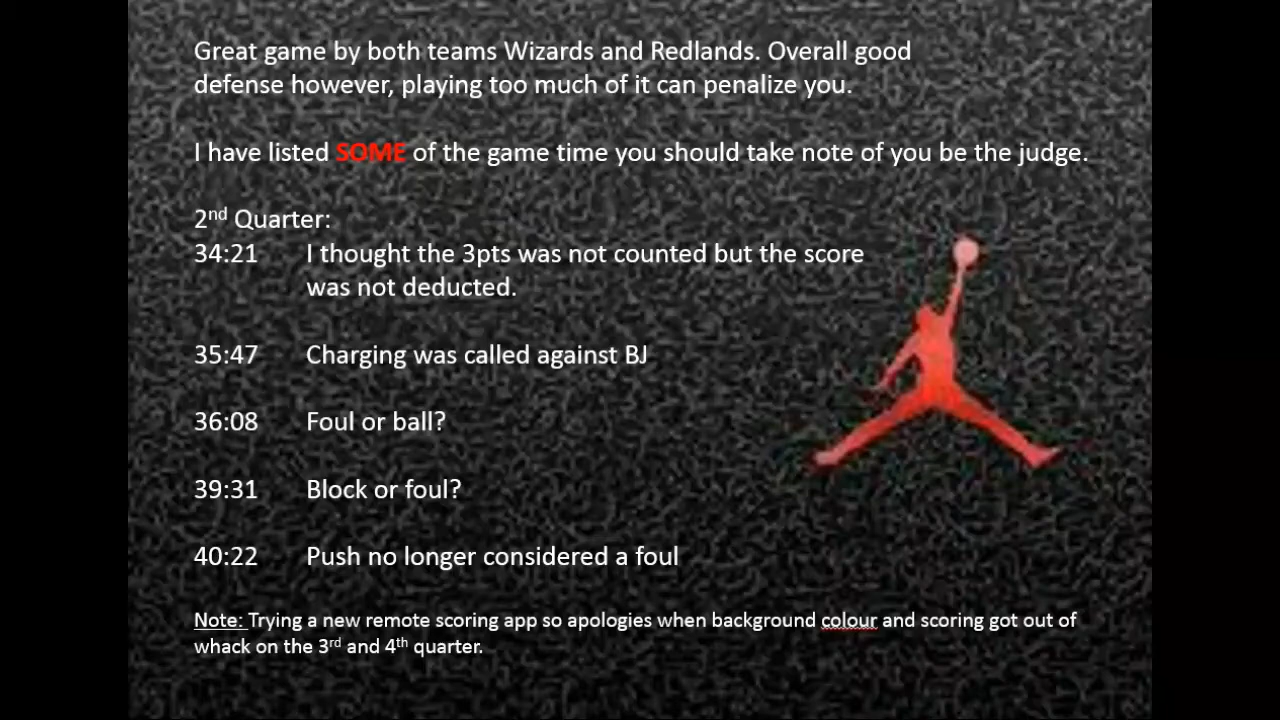 Great game by both teams Wizards and Redlands. Overall good
defense however, playing too much of it can penalize you.
I have listed SOME of the game time you should take note of you be the judge.
2nd Quarter:
34:21 I thought the 3pts was not counted but the score
was not deducted.
35:47 Charging was called against BJ
36:08 Foul or ball?
39:31 Block or foul?
40:22 Push no longer considered a foul
Note: Trying a new remote scoring app so apologies when background colour and scoring got out of
whack on the 3rd and 4th quarter.